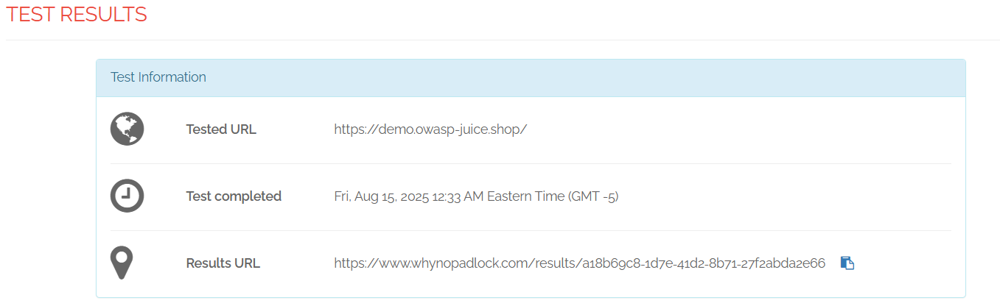 TEST RESULTS
Test Information
Tested URL https://demo.owasp-juice.shop/
Test completed Fri, Aug 15, 2025 12:33 AM Eastern Time (GMT -5)
Results URL https://www.whynopadlock.com/results/a18b69c8-1d7e-41d2-8b71-27f2abda2e66